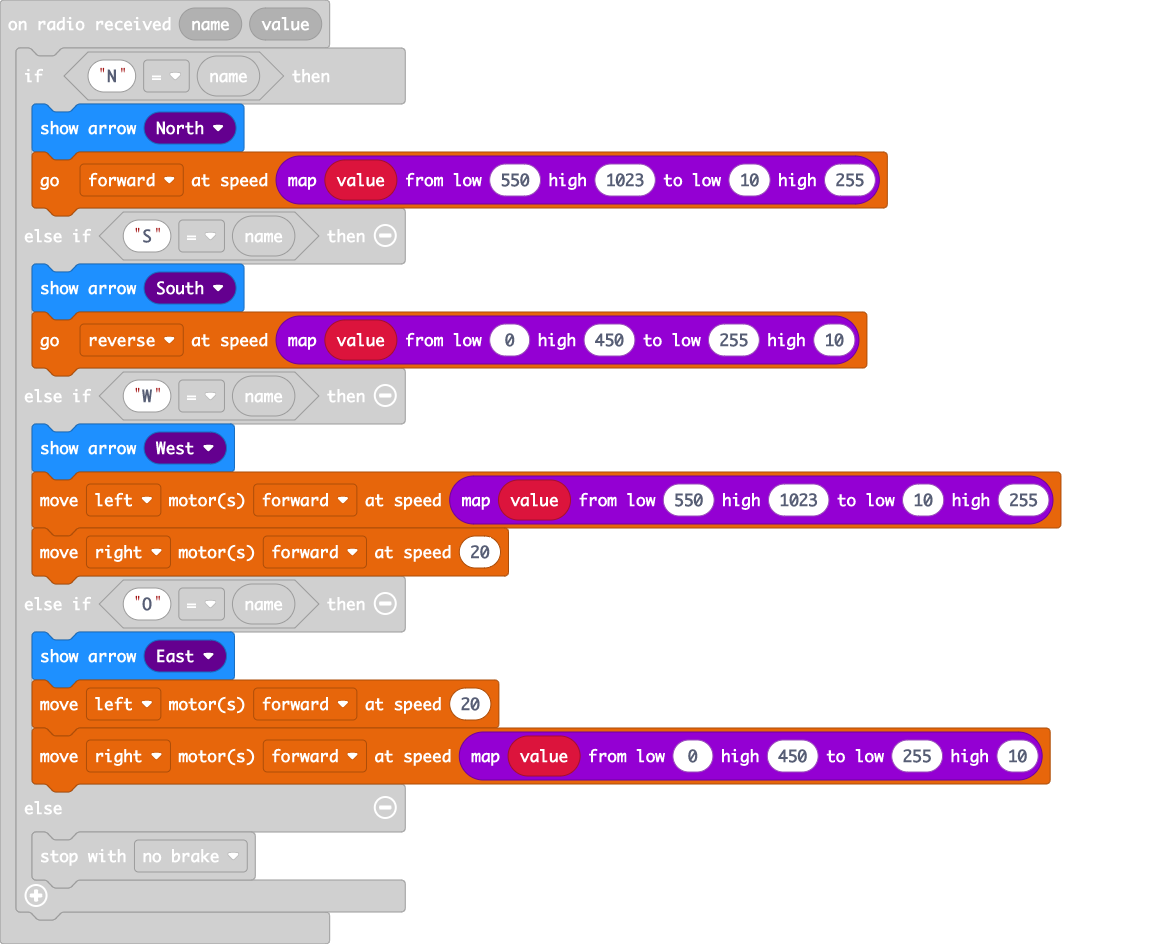 on radio received name value
if "N" = name then
show arrow North
go forward at speed map value from low 550 high 1023 to low 10 high 255
else if "S" = name then
show arrow South
go reverse at speed map value from low 0 high 450 to low 255 high 10
else if "W" = name then
show arrow West
move left motor(s) forward at speed map value from low 550 high 1023 to low 10 high 255
move right motor(s) forward at speed 20
else if "O" = name then
show arrow East
move left motor(s) forward at speed 20
move right motor(s) forward at speed map value from low 0 high 450 to low 255 high 10
else
stop with no brake